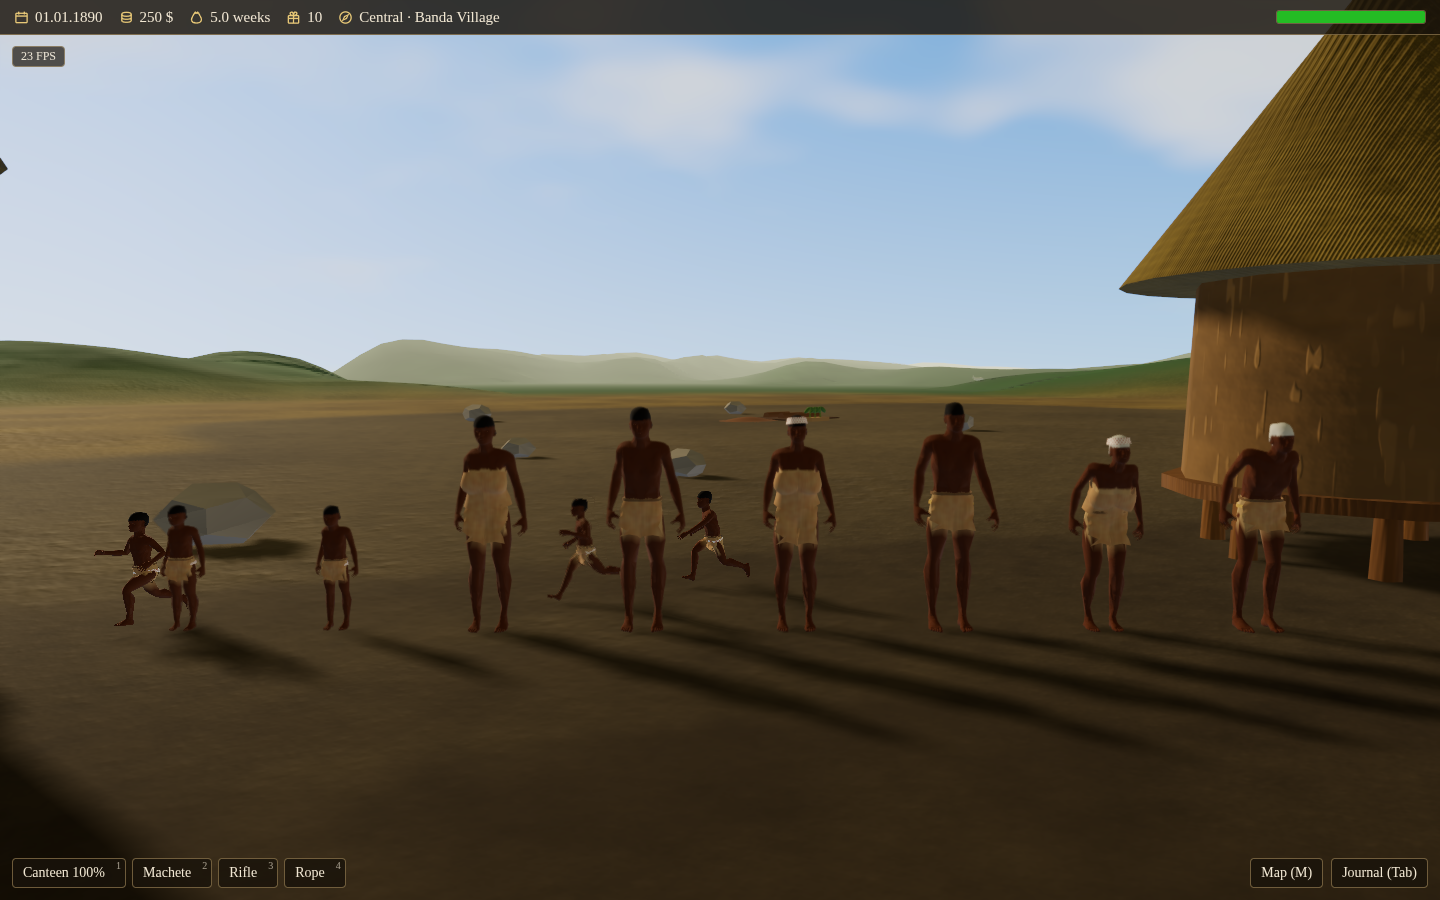 01.01.1890 250 $ 5.0 weeks 10 Central · Banda Village
23 FPS
Canteen 100% 1 Machete 2 Rifle 3 Rope 4 Map (M) Journal (Tab)